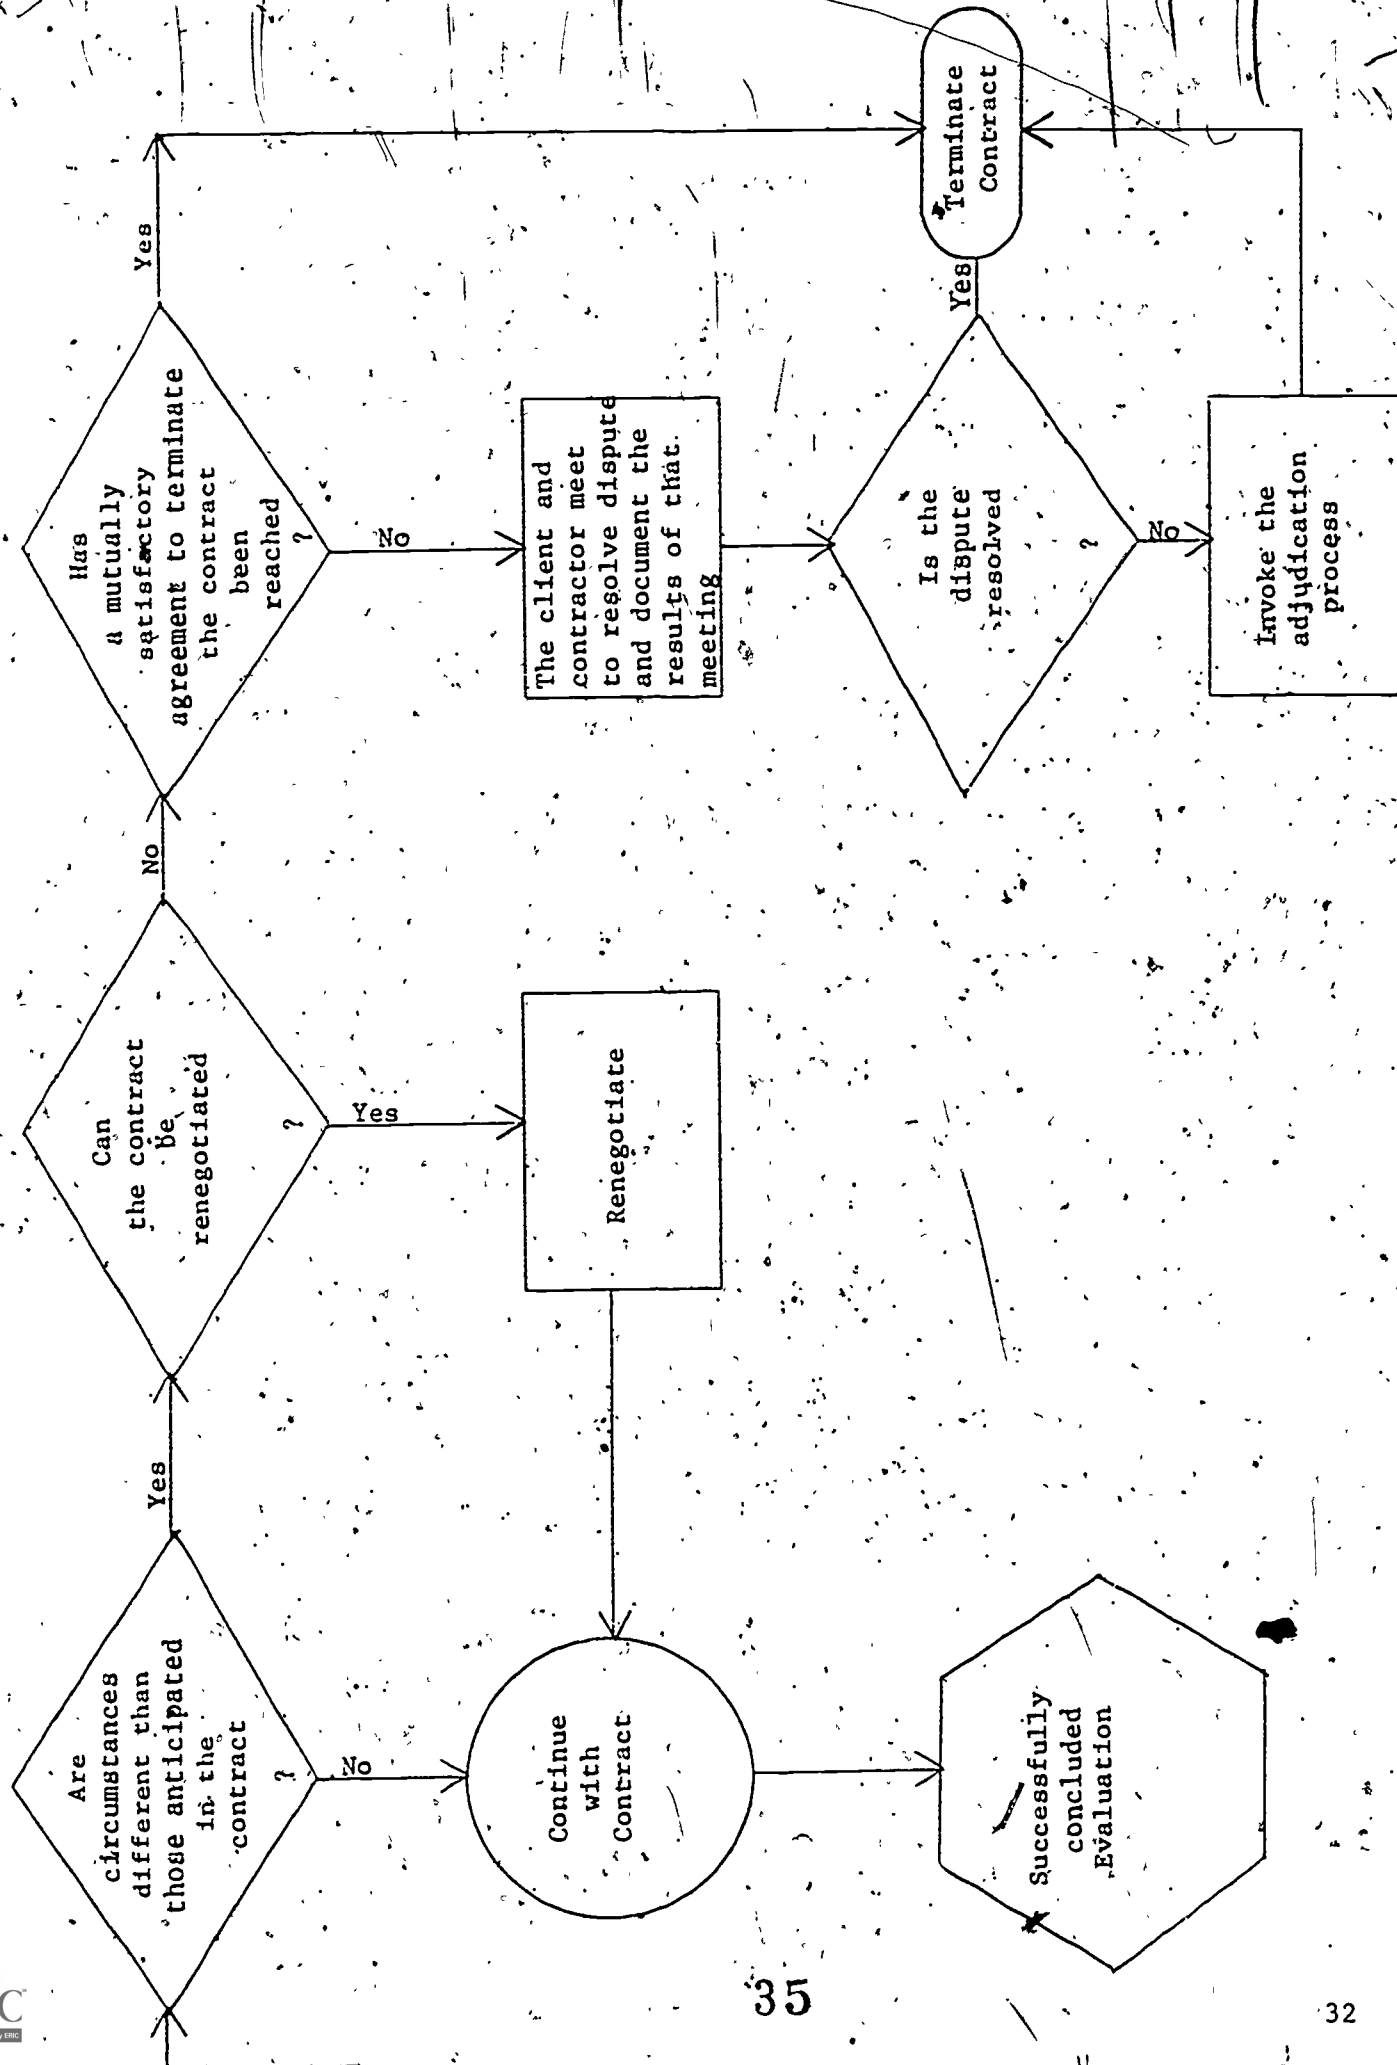 Are
circumstances
different than
those anticipated
in the
contract
?
Yes
No
Can
the contract
be
renegotiated
?
No
Yes
Has
a mutually
satisfactory
agreement to terminate
the contract
been
reached
?
Yes
No
Continue
with
Contract
Renegotiate
The client and
contractor meet
to resolve dispute
and document the
results of that
meeting
Successfully
concluded
Evaluation
Is the
dispute
resolved
?
Yes
No
Terminate
Contract
Invoke the
adjudication
process
35
32
C
ERIC